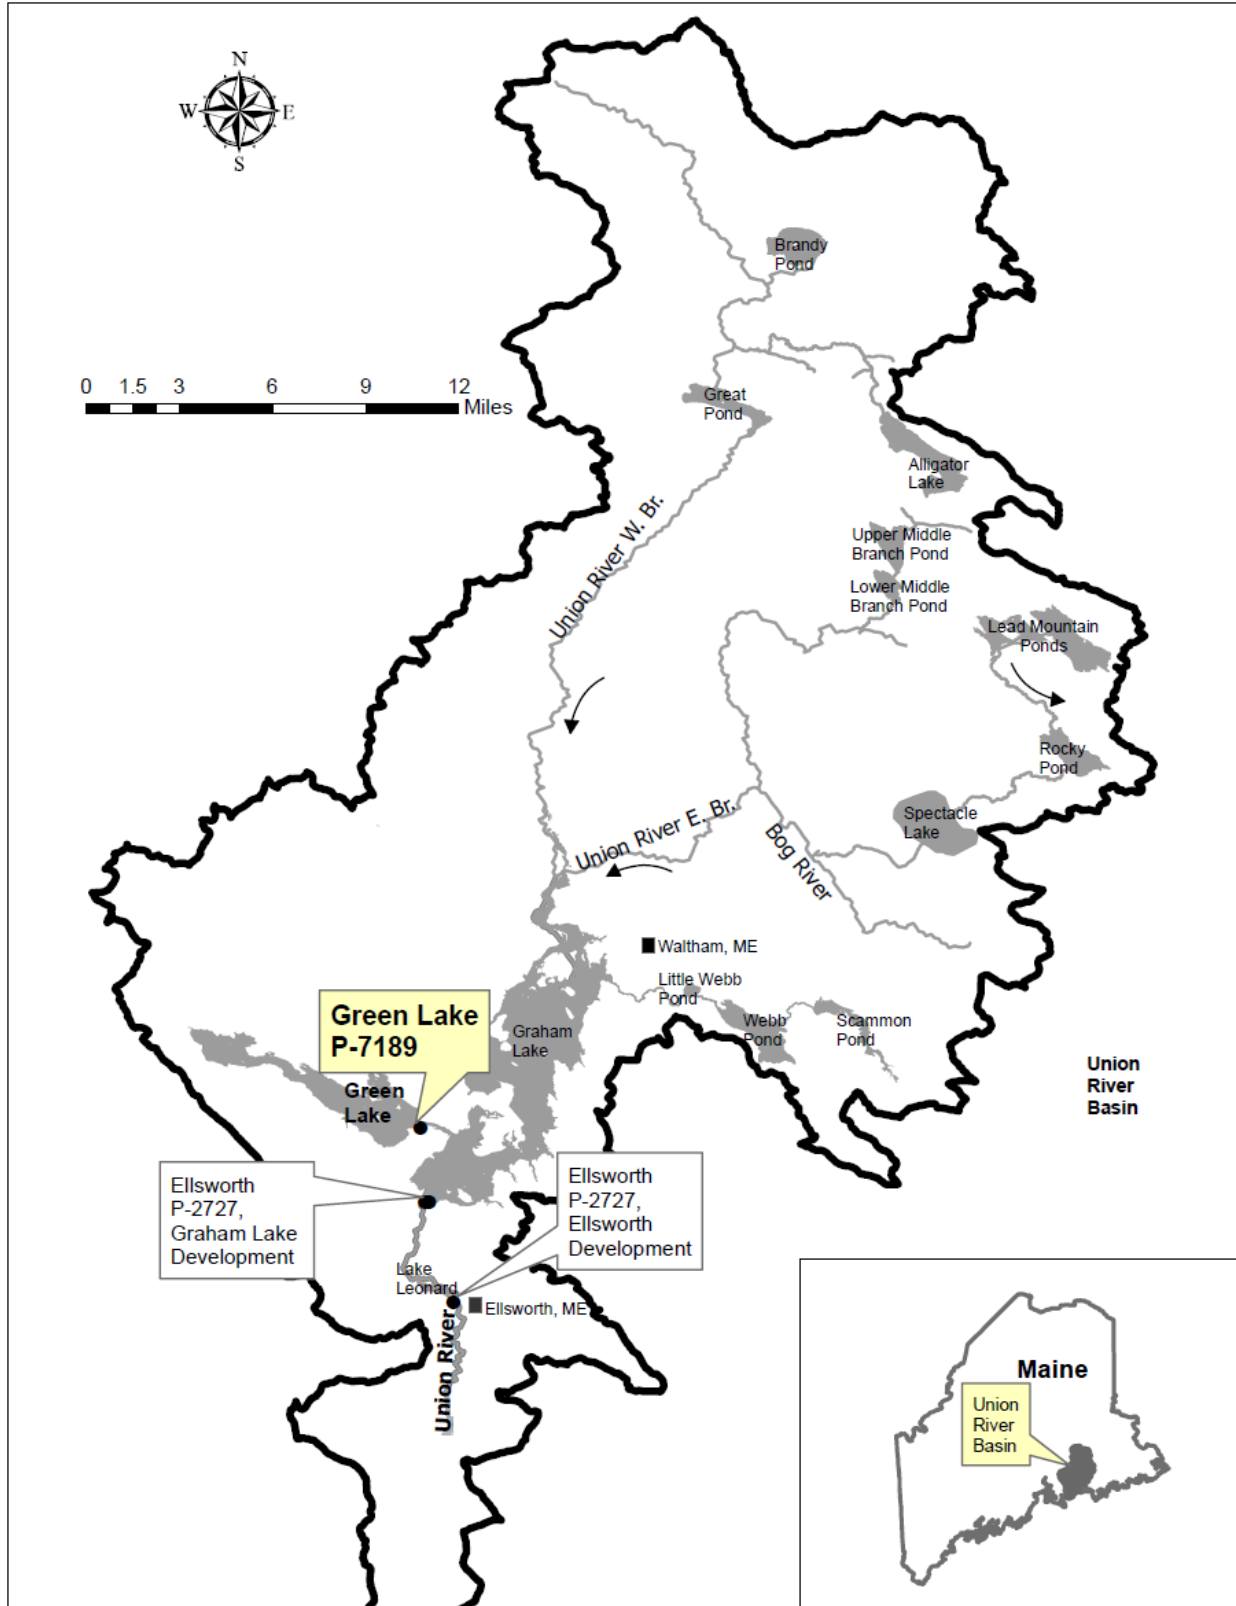 N
W
E
S
0 1.5 3 6 9 12
Miles
Brandy
Pond
Great
Pond
Alligator
Lake
Union River W. Br.
Upper Middle
Branch Pond
Lower Middle
Branch Pond
Lead Mountain
Ponds
Rocky
Pond
Spectacle
Lake
Union River E. Br.
Bog River
Waltham, ME
Little Webb
Pond
Webb
Pond
Scammon
Pond
Graham
Lake
Green Lake
P-7189
Green
Lake
Union
River
Basin
Ellsworth
P-2727,
Graham Lake
Development
Ellsworth
P-2727,
Ellsworth
Development
Lake
Leonard
Ellsworth, ME
Union River
Maine
Union
River
Basin